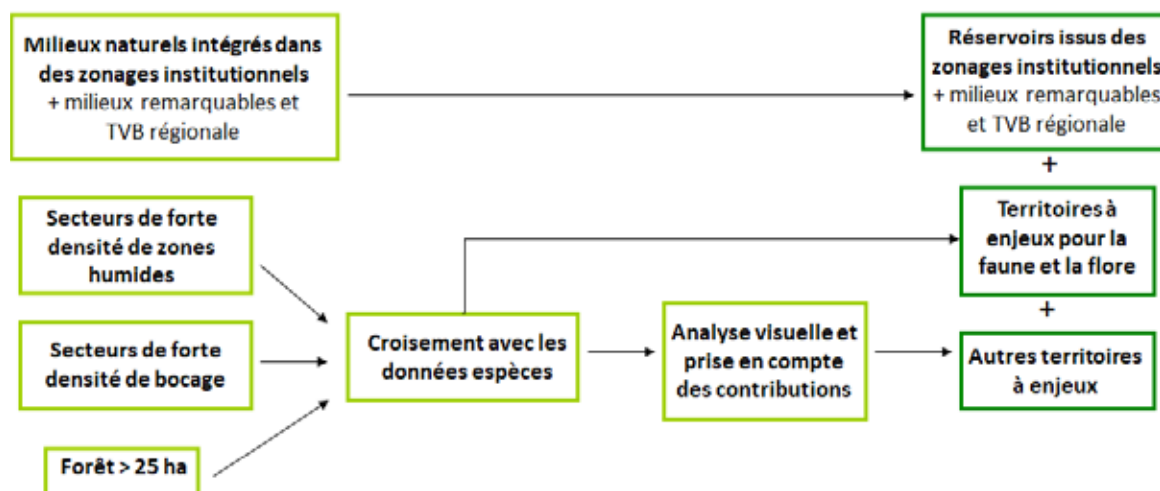 Milieux naturels intégrés dans
des zonages institutionnels
+ milieux remarquables et
TVB régionale
Réservoirs issus des
zonages institutionnels
+ milieux remarquables
et TVB régionale
+
Secteurs de forte
densité de zones
humides
Territoires à
enjeux pour la
faune et la flore
+
Secteurs de forte
densité de bocage
Croisement avec les
données espèces
Analyse visuelle et
prise en compte
des contributions
Autres territoires
à enjeux
Forêt > 25 ha